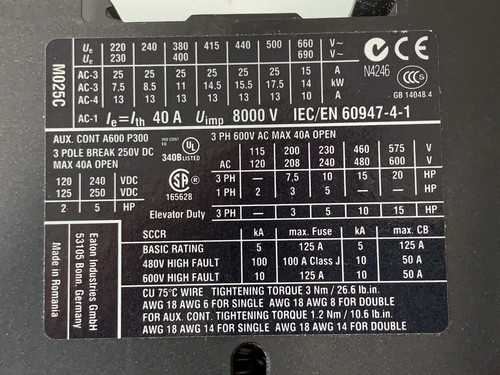 M025C
Ue 220 240 380 415 440 500 660 V~
Ue 230 400 690 V~
AC-3 25 25 25 25 25 25 15 A
AC-3 7,5 8,5 11 14,5 15,5 17,5 14 kW
AC-4 13 13 13 13 13 13 10 A
AC-1 Ie=Ith 40 A Uimp 8000 V IEC/EN 60947-4-1
N4246
CCC
GB 14048.4
AUX. CONT A600 P300
3 POLE BREAK 250V DC
MAX 40A OPEN
120 240 VDC
125 250 VDC
2 5 HP
IND CONT EQ
340B LISTED
165628
3 PH 600V AC MAX 40A OPEN
115 200 230 460 575 V
AC 120 208 240 480 600 V
3 PH – 7,5 10 15 20 HP
1 PH 2 3 5 – – HP
Elevator Duty 3 PH – 3 5 10 15 HP
SCCR kA max. Fuse kA max. CB
BASIC RATING 5 125 A 5 125 A
480V HIGH FAULT 100 100 A Class J 10 50 A
600V HIGH FAULT 10 125 A 10 50 A
CU 75°C WIRE TIGHTENING TORQUE 3 Nm / 26.6 lb.in.
AWG 18 AWG 6 FOR SINGLE AWG 18 AWG 8 FOR DOUBLE
FOR AUX. CONT. TIGHTENING TORQUE 1.2 Nm / 10.6 lb.in.
AWG 18 AWG 14 FOR SINGLE AWG 18 AWG 14 FOR DOUBLE
Eaton Industries GmbH
53105 Bonn, Germany
Made in Romania